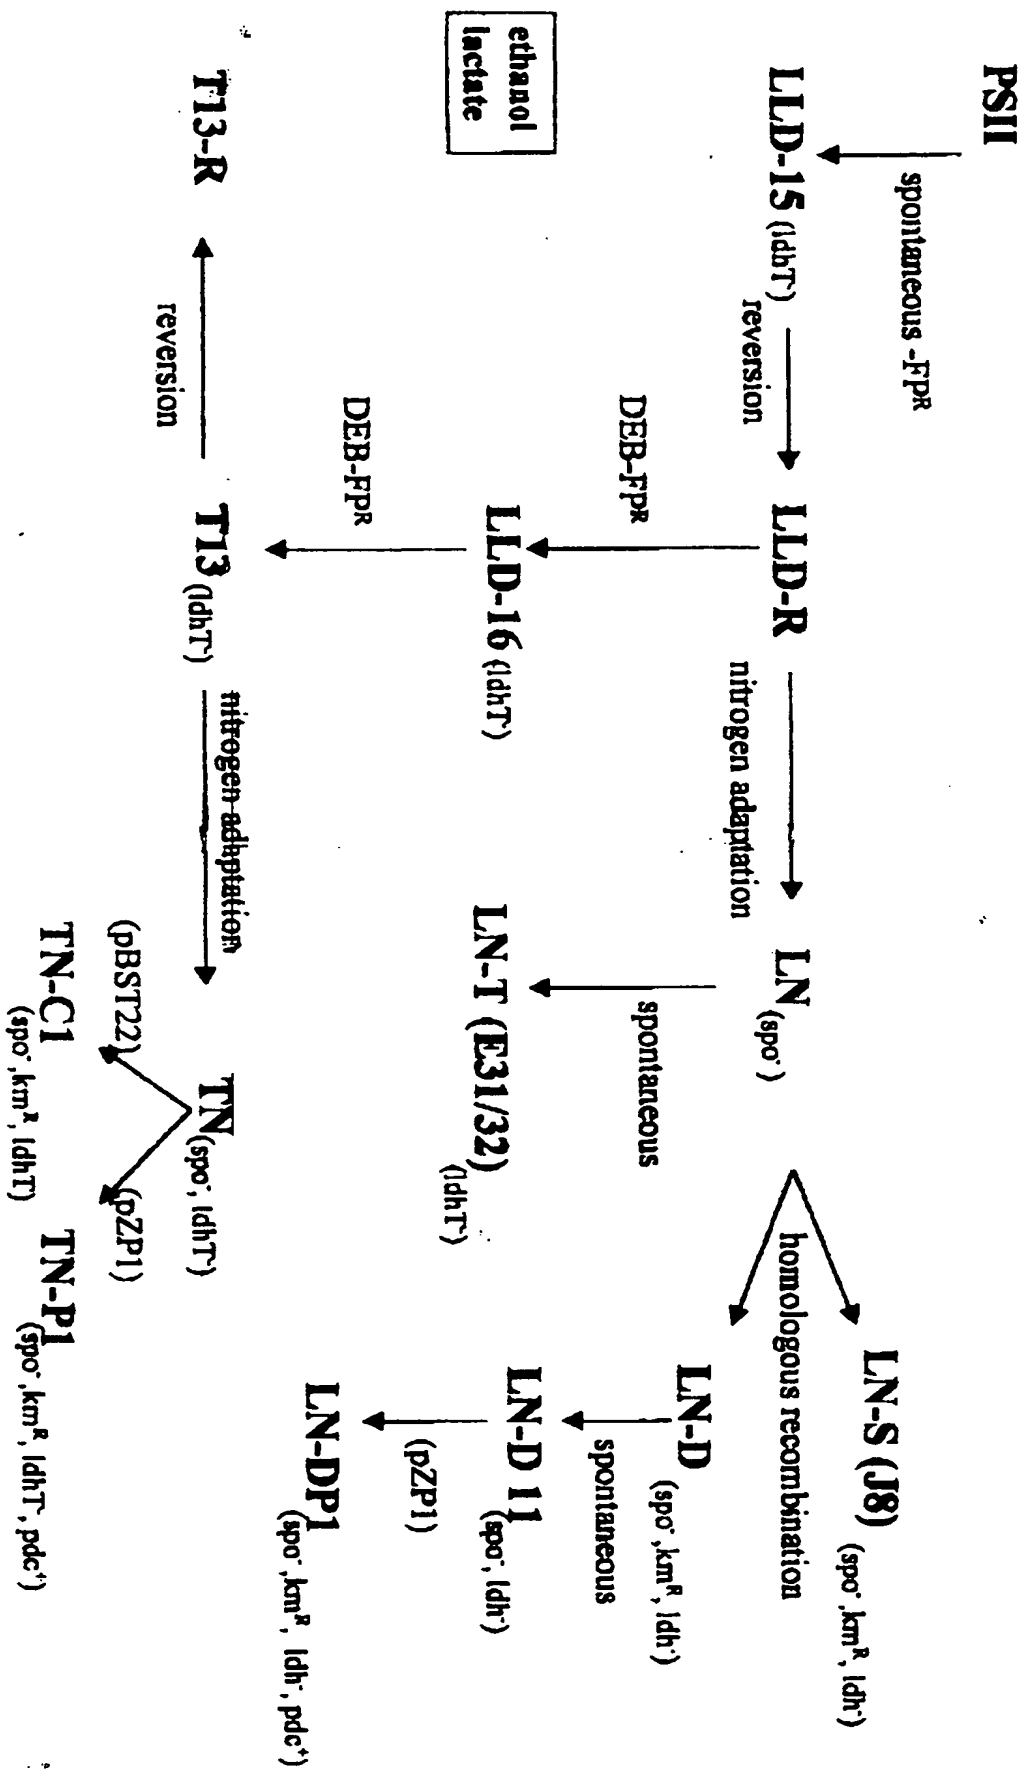 PSII
spontaneous -FpR
LLD-15 (ldhT-)
reversion
LLD-R
nitrogen adaptation
LN (spo-)
homologous recombination
LN-S (J8) (spo-,kmR, ldh-)
LN-D (spo-,kmR, ldh-)
spontaneous
LN-D 11 (spo-, ldh-)
(pZP1)
LN-DP1 (spo-,kmR, ldh-, pdc+)
spontaneous
LN-T (E31/32) (ldhT-)
DEB-FpR
LLD-16 (ldhT-)
DEB-FpR
ethanol
lactate
T13 (ldhT-)
reversion
T13-R
nitrogen adhptation
TN (spo-, ldhT-)
(pBST22)
(pZP1)
TN-C1 (spo-,kmR, ldhT)
TN-P1 (spo-,kmR, ldhT-, pdc+)